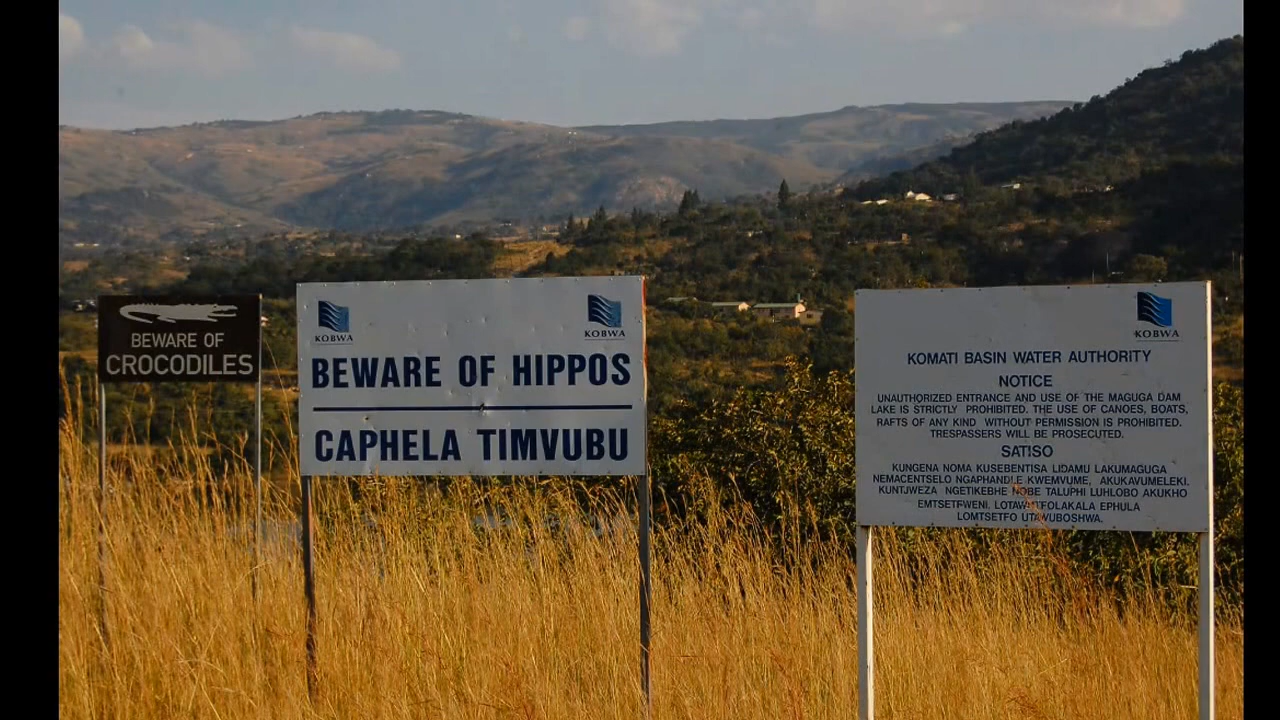 BEWARE OF
CROCODILES
KOBWA
KOBWA
BEWARE OF HIPPOS
CAPHELA TIMVUBU
KOBWA
KOMATI BASIN WATER AUTHORITY
NOTICE
UNAUTHORIZED ENTRANCE AND USE OF THE MAGUGA DAM
LAKE IS STRICTLY PROHIBITED. THE USE OF CANOES, BOATS,
RAFTS OF ANY KIND WITHOUT PERMISSION IS PROHIBITED.
TRESPASSERS WILL BE PROSECUTED.
SATISO
KUNGENA NOMA KUSEBENTISA LIDAMU LAKUMAGUGA
NEMACENTSELO NGAPHANDLE KWEMVUME, AKUKAVUMELEKI.
KUNTJWEZA NGETIKEBHE NOBE TALUPHI LUHLOBO AKUKHO
EMTSETFWENI. EPHULA
LOMTSETFO UTAWUBOSHWA.